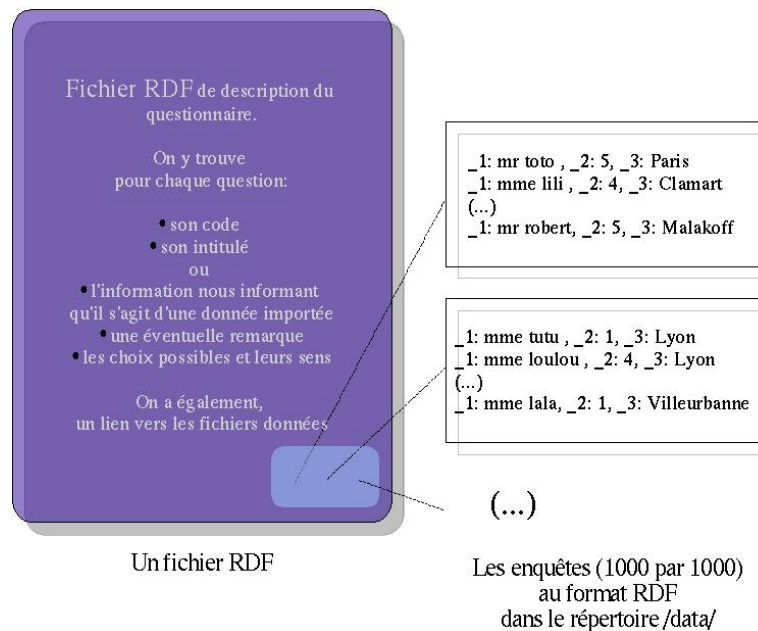 Fichier RDF de description du
questionnaire.
On y trouve
pour chaque question:
• son code
• son intitulé
ou
• l'information nous informant
qu'il s'agit d'une donnée importée
• une éventuelle remarque
• les choix possibles et leurs sens
On a également,
un lien vers les fichiers données
Un fichier RDF
_1: mr toto , _2: 5, _3: Paris
_1: mme lili , _2: 4, _3: Clamart
(...)
_1: mr robert, _2: 5, _3: Malakoff
_1: mme tutu , _2: 1, _3: Lyon
_1: mme loulou , _2: 4, _3: Lyon
(...)
_1: mme lala, _2: 1, _3: Villeurbanne
(...)
Les enquêtes (1000 par 1000)
au format RDF
dans le répertoire /data/